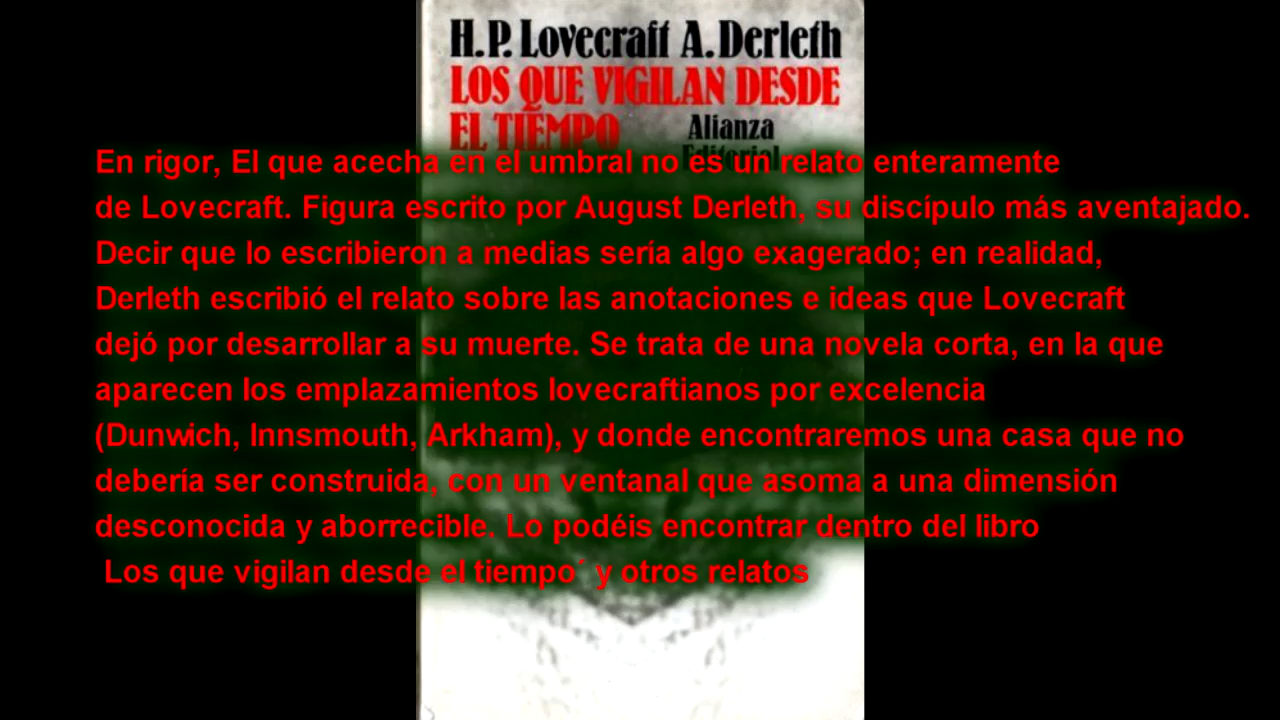 H.P. Lovecraft A. Derleth
LOS QUE VIGILAN DESDE
EL TIEMPO
Alianza
Editorial
En rigor, El que acecha en el umbral no es un relato enteramente
de Lovecraft. Figura escrito por August Derleth, su discípulo más aventajado.
Decir que lo escribieron a medias sería algo exagerado; en realidad,
Derleth escribió el relato sobre las anotaciones e ideas que Lovecraft
dejó por desarrollar a su muerte. Se trata de una novela corta, en la que
aparecen los emplazamientos lovecraftianos por excelencia
(Dunwich, Innsmouth, Arkham), y donde encontraremos una casa que no
debería ser construida, con un ventanal que asoma a una dimensión
desconocida y aborrecible. Lo podéis encontrar dentro del libro
Los que vigilan desde el tiempo´ y otros relatos